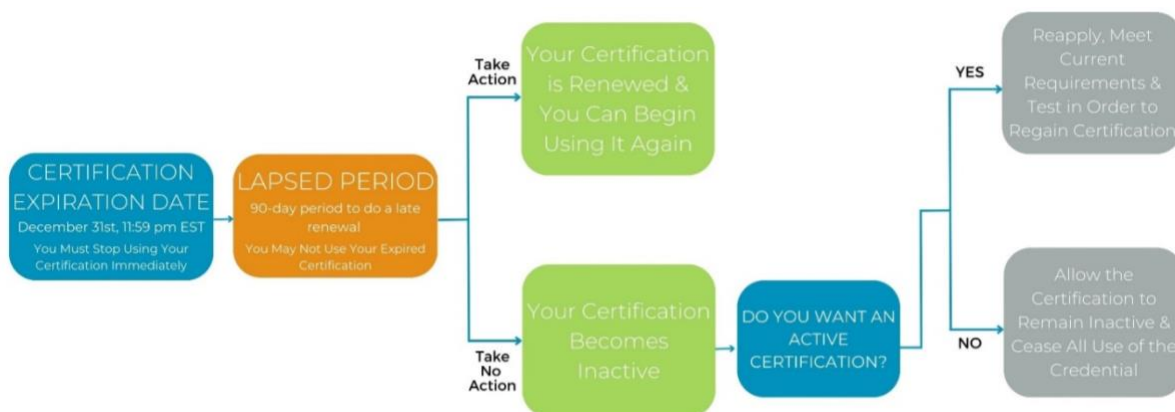 CERTIFICATION
EXPIRATION DATE
December 31st, 11:59 pm EST
You Must Stop Using Your
Certification Immediately
LAPSED PERIOD
90-day period to do a late
renewal
You May Not Use Your Expired
Certification
Take
Action
Your Certification
is Renewed &
You Can Begin
Using It Again
Take
No
Action
Your Certification
Becomes
Inactive
DO YOU WANT AN
ACTIVE
CERTIFICATION?
YES
Reapply, Meet
Current
Requirements &
Test in Order to
Regain Certification
NO
Allow the
Certification to
Remain Inactive &
Cease All Use of the
Credential